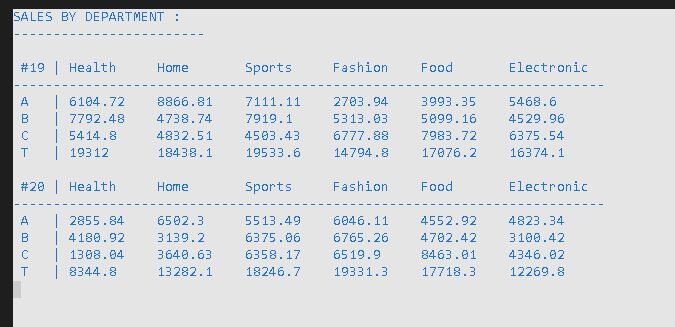 SALES BY DEPARTMENT :
------------------------
#19 | Health     Home       Sports     Fashion    Food       Electronic
--------------------------------------------------------------------------
A   | 6104.72    8866.81    7111.11    2703.94    3993.35    5468.6
B   | 7792.48    4738.74    7919.1     5313.03    5099.16    4529.96
C   | 5414.8     4832.51    4503.43    6777.88    7983.72    6375.54
T   | 19312      18438.1    19533.6    14794.8    17076.2    16374.1
#20 | Health     Home       Sports     Fashion    Food       Electronic
--------------------------------------------------------------------------
A   | 2855.84    6502.3     5513.49    6046.11    4552.92    4823.34
B   | 4180.92    3139.2     6375.06    6765.26    4702.42    3100.42
C   | 1308.04    3640.63    6358.17    6519.9     8463.01    4346.02
T   | 8344.8     13282.1    18246.7    19331.3    17718.3    12269.8